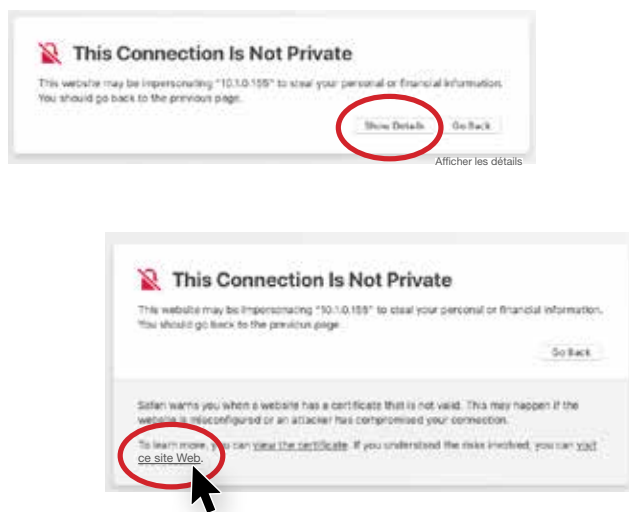 This Connection Is Not Private
This website may be impersonating "10.1.0.155" to steal your personal or financial information.
You should go back to the previous page.
Show Details Go Back
Afficher les détails
This Connection Is Not Private
This website may be impersonating "10.1.0.155" to steal your personal or financial information.
You should go back to the previous page.
Go Back
Safari warns you when a website has a certificate that is not valid. This may happen if the
website is misconfigured or an attacker has compromised your connection.
To learn more, you can view the certificate. If you understand the risks involved, you can visit
ce site Web.